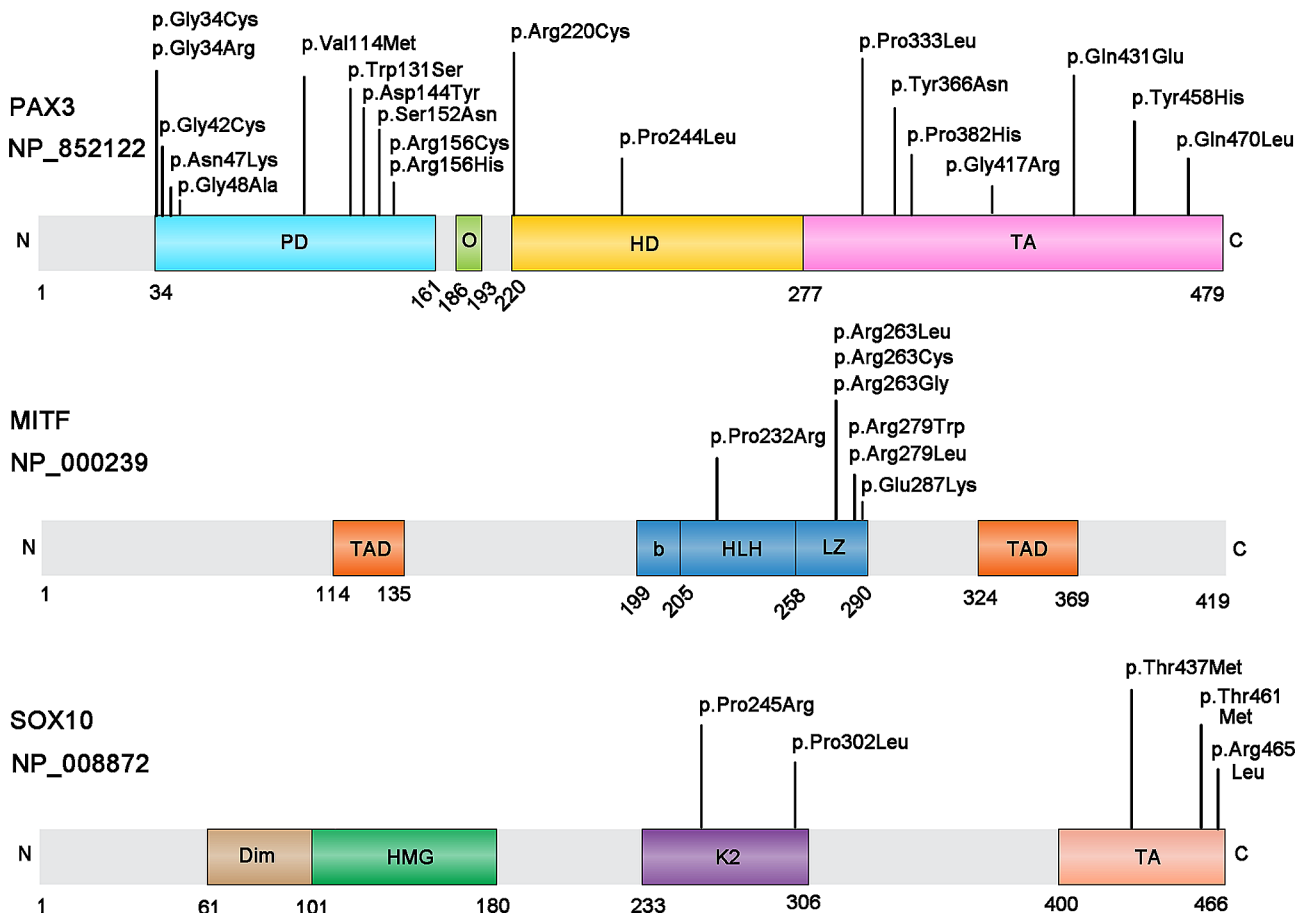 p.Gly34Cys
p.Gly34Arg
p.Val114Met
p.Arg220Cys
p.Pro333Leu
p.Gln431Glu
PAX3
NP_852122
p.Trp131Ser
p.Asp144Tyr
p.Ser152Asn
p.Arg156Cys
p.Arg156His
p.Gly42Cys
p.Asn47Lys
p.Gly48Ala
p.Pro244Leu
p.Tyr366Asn
p.Pro382His
p.Gly417Arg
p.Tyr458His
p.Gln470Leu
N
PD
O
HD
TA
C
1
34
161
186
193
220
277
479
MITF
NP_000239
p.Arg263Leu
p.Arg263Cys
p.Arg263Gly
p.Pro232Arg
p.Arg279Trp
p.Arg279Leu
p.Glu287Lys
N
TAD
b
HLH
LZ
TAD
C
1
114
135
199
205
258
290
324
369
419
SOX10
NP_008872
p.Pro245Arg
p.Pro302Leu
p.Thr437Met
p.Thr461
Met
p.Arg465
Leu
N
Dim
HMG
K2
TA
C
1
61
101
180
233
306
400
466